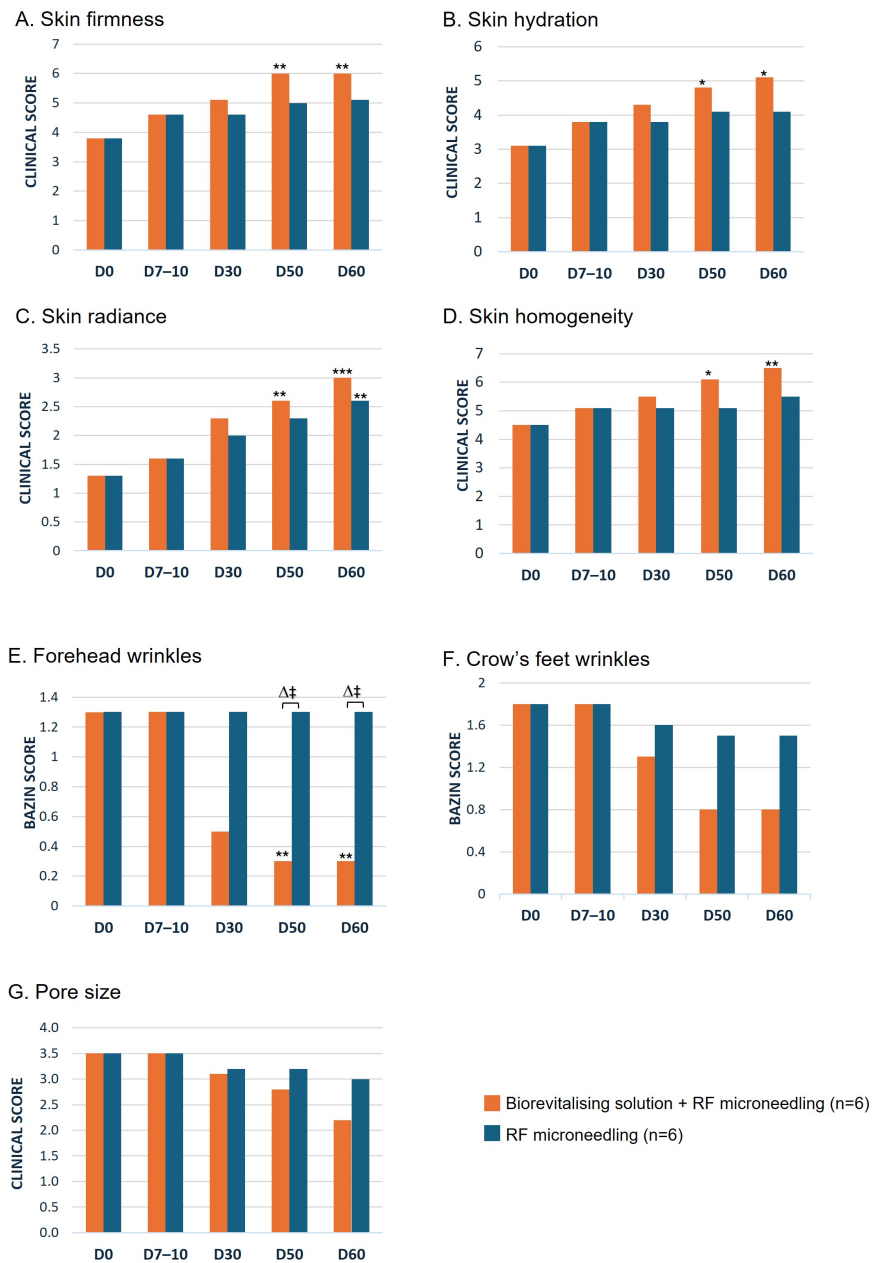 A. Skin firmness
CLINICAL SCORE
7
6
5
4
3
2
1
0
** **
D0 D7–10 D30 D50 D60
B. Skin hydration
CLINICAL SCORE
6
5
4
3
2
1
0
* *
D0 D7–10 D30 D50 D60
C. Skin radiance
CLINICAL SCORE
3.5
3
2.5
2
1.5
1
0.5
0
** *** **
D0 D7–10 D30 D50 D60
D. Skin homogeneity
CLINICAL SCORE
7
6
5
4
3
2
1
0
* **
D0 D7–10 D30 D50 D60
E. Forehead wrinkles
BAZIN SCORE
1.4
1.2
1
0.8
0.6
0.4
0.2
0
Δ‡ Δ‡
** **
D0 D7–10 D30 D50 D60
F. Crow’s feet wrinkles
BAZIN SCORE
2
1.6
1.2
0.8
0.4
0
D0 D7–10 D30 D50 D60
G. Pore size
CLINICAL SCORE
4.0
3.5
3.0
2.5
2.0
1.5
1.0
0.5
0.0
D0 D7–10 D30 D50 D60
Biorevitalising solution + RF microneedling (n=6)
RF microneedling (n=6)